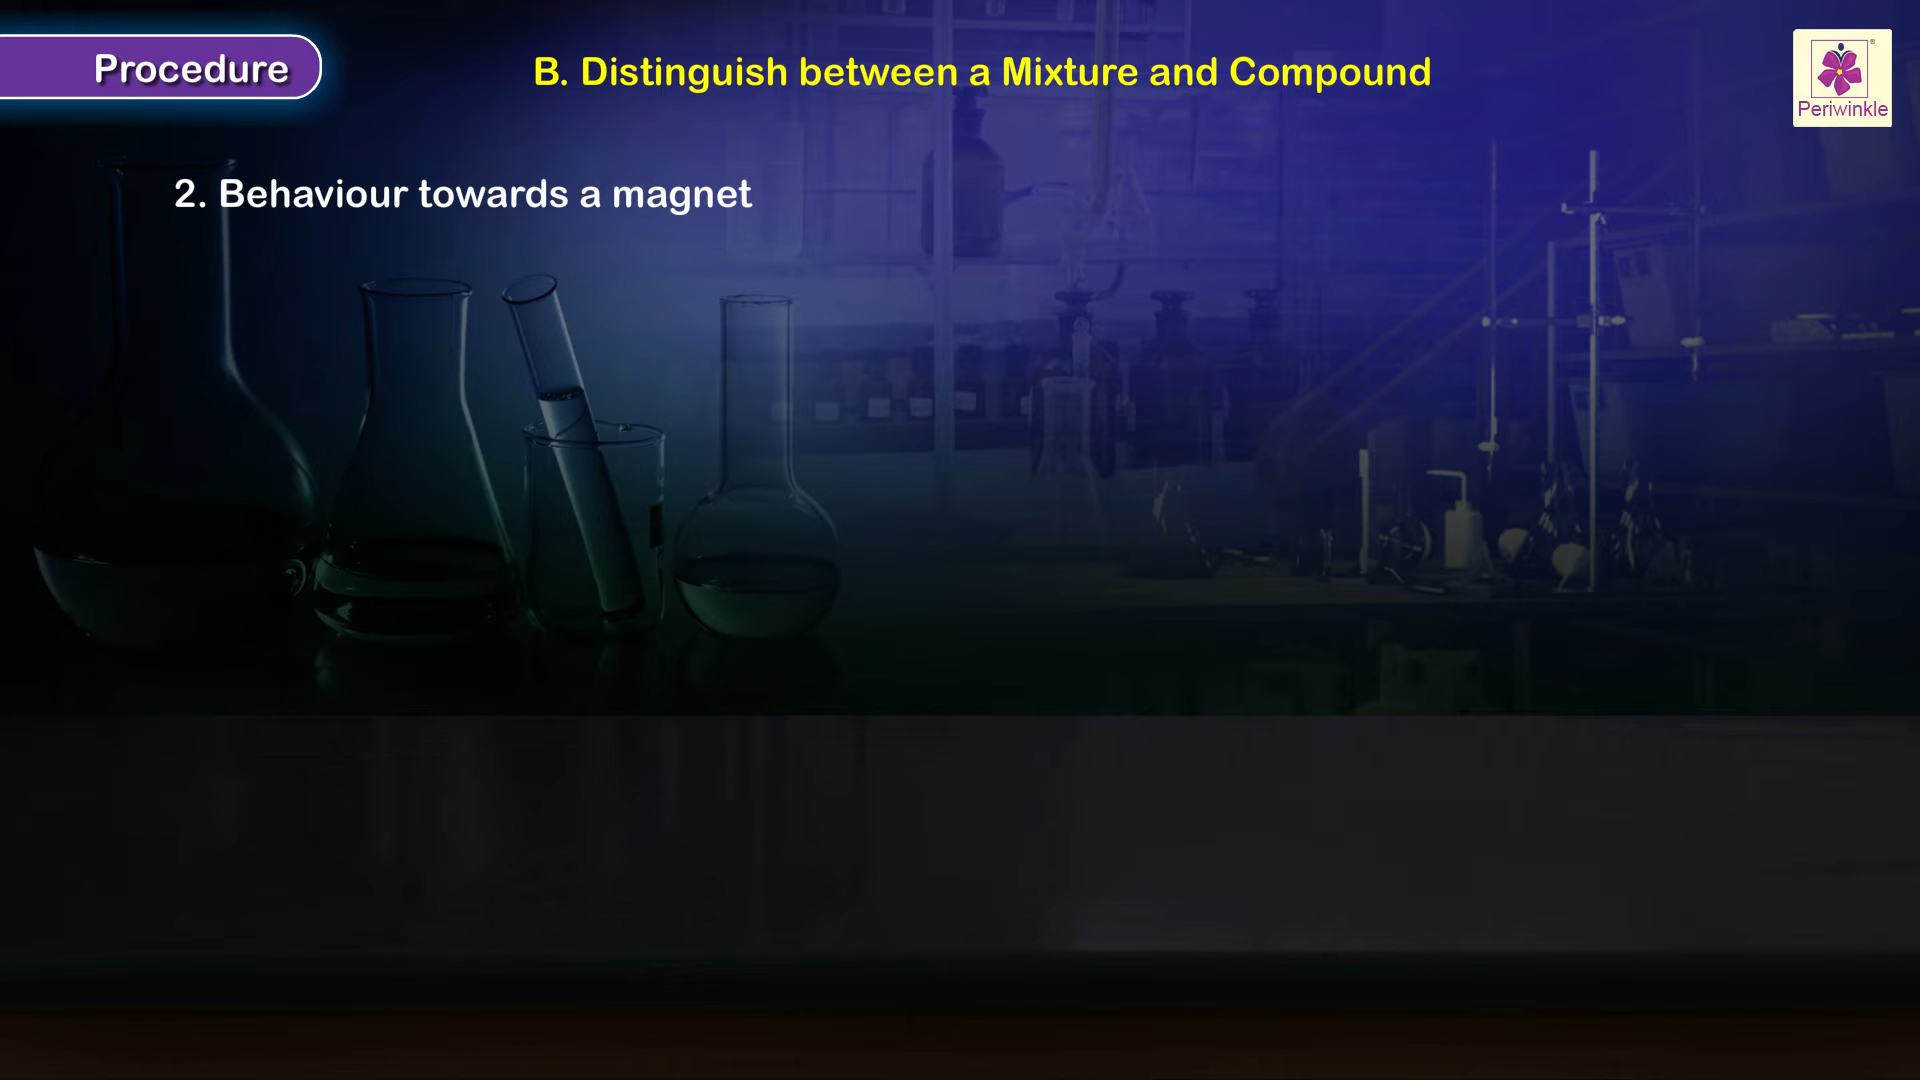 Procedure
B. Distinguish between a Mixture and Compound
Periwinkle
2. Behaviour towards a magnet